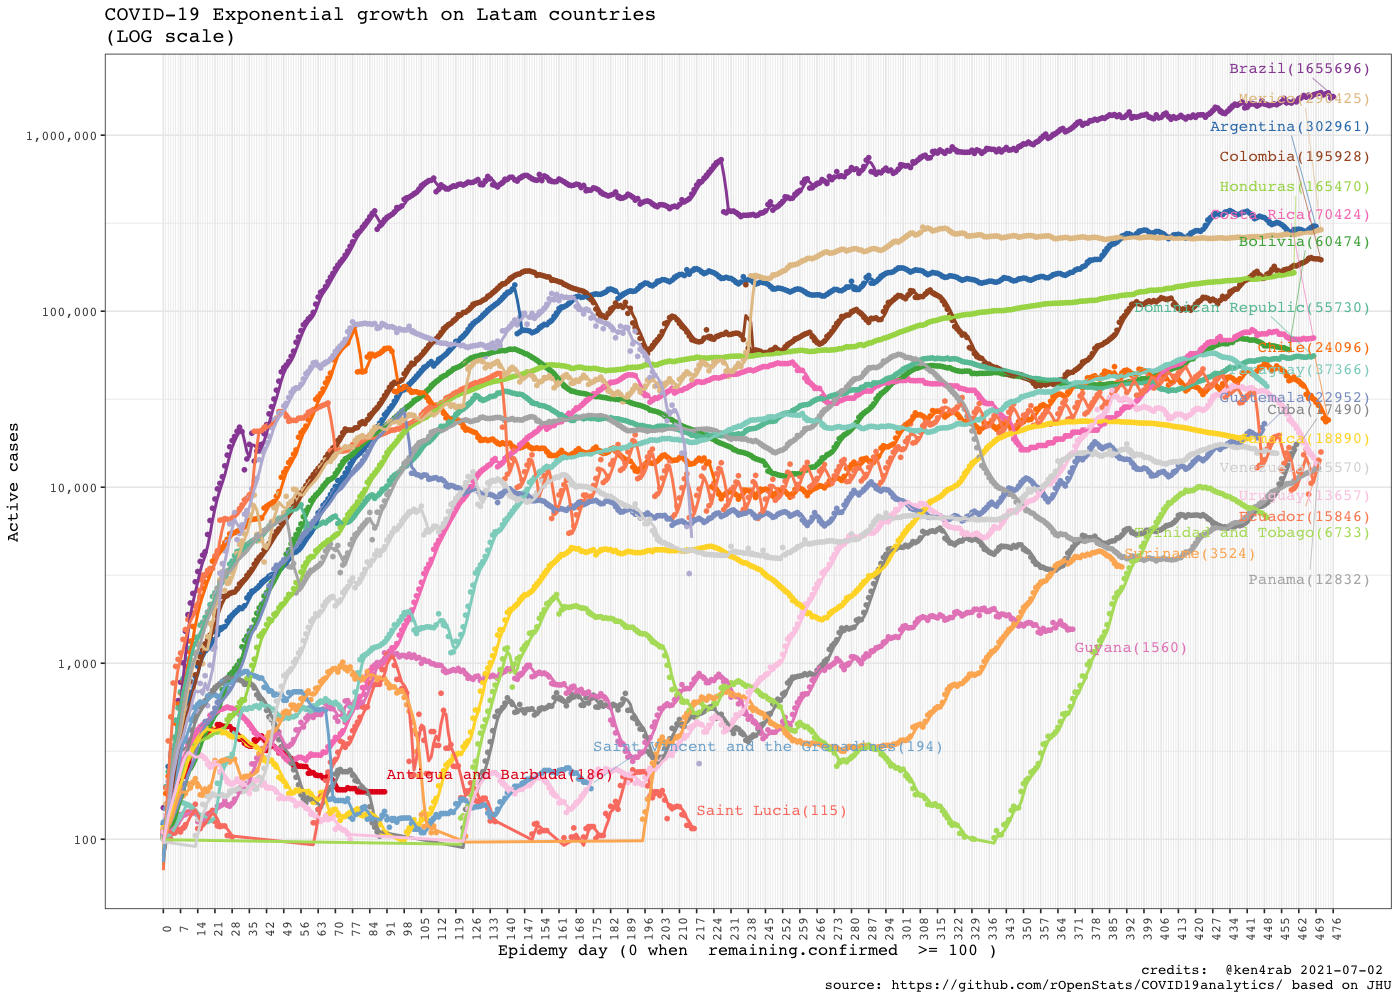 COVID-19 Exponential growth on Latam countries
(LOG scale)
Brazil(1655696)
Mexico(290425)
1,000,000
Argentina(302961)
Colombia(195928)
Honduras(165470)
Costa Rica(70424)
Bolivia(60474)
100,000
Dominican Republic(55730)
Chile(24096)
Guatemala(22952)
Cuba(17490)
Active cases
10,000
Uruguay(13657)
Ecuador(15846)
Trinidad and Tobago(6733)
Suriname(3524)
Panama(12832)
1,000
Guyana(1560)
Saint Vincent and the Grenadines(194)
Antigua and Barbuda(186)
Saint Lucia(115)
100
0 7 14 21 28 35 42 49 56 63 70 77 84 91 98 105 112 119 126 133 140 147 154 161 168 175 182 189 196 203 210 217 224 231 238 245 252 259 266 273 280 287 294 301 308 315 322 329 336 343 350 357 364 371 378 385 392 399 406 413 420 427 434 441 448 455 462 469 476
Epidemy day (0 when remaining.confirmed >= 100 )
credits: @ken4rab 2021-07-02
source: https://github.com/rOpenStats/COVID19analytics/ based on JHU